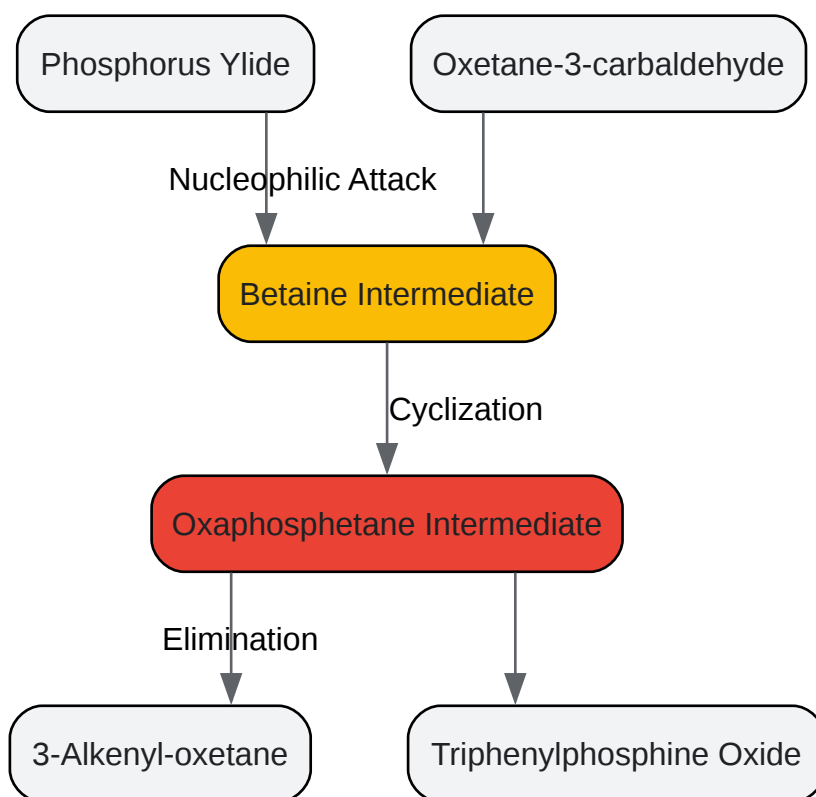 Phosphorus Ylide
Oxetane-3-carbaldehyde
Nucleophilic Attack
Betaine Intermediate
Cyclization
Oxaphosphetane Intermediate
Elimination
3-Alkenyl-oxetane
Triphenylphosphine Oxide